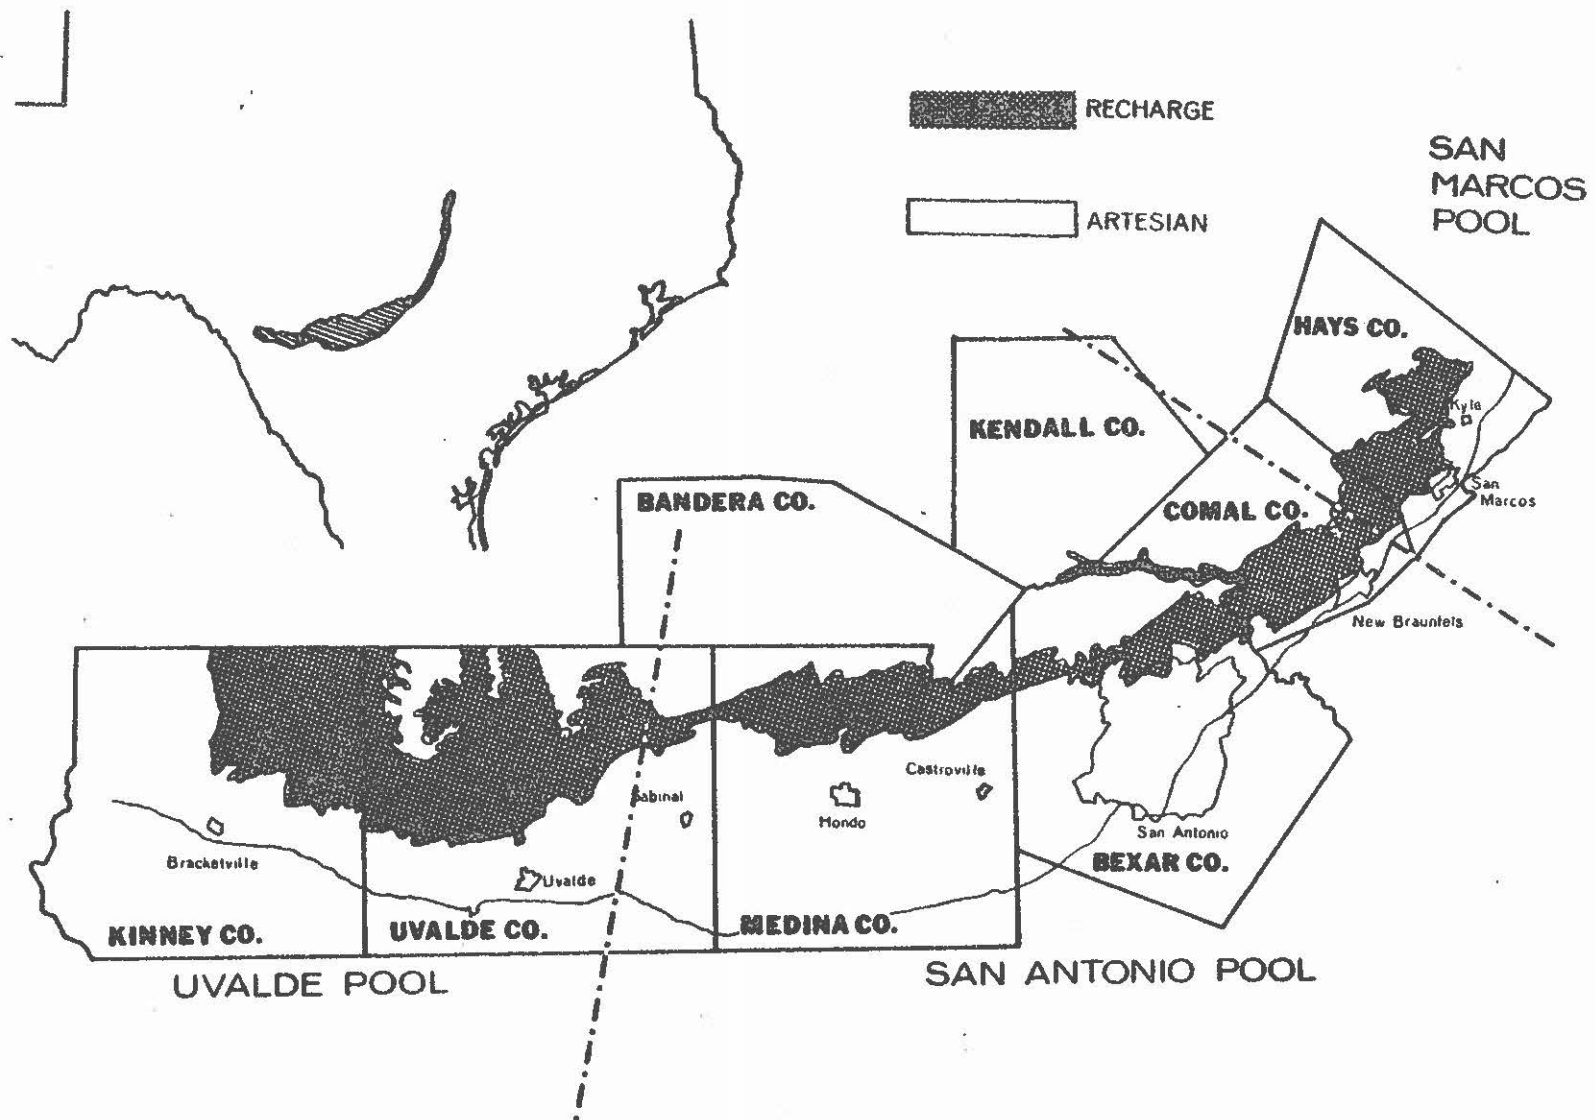 RECHARGE
ARTESIAN
SAN
MARCOS
POOL
HAYS CO.
Kyle
KENDALL CO.
San
Marcos
BANDERA CO.
COMAL CO.
New Braunfels
Sabinal
Castroville
Hondo
San Antonio
Bracketville
Uvalde
BEXAR CO.
KINNEY CO.
UVALDE CO.
MEDINA CO.
UVALDE POOL
SAN ANTONIO POOL